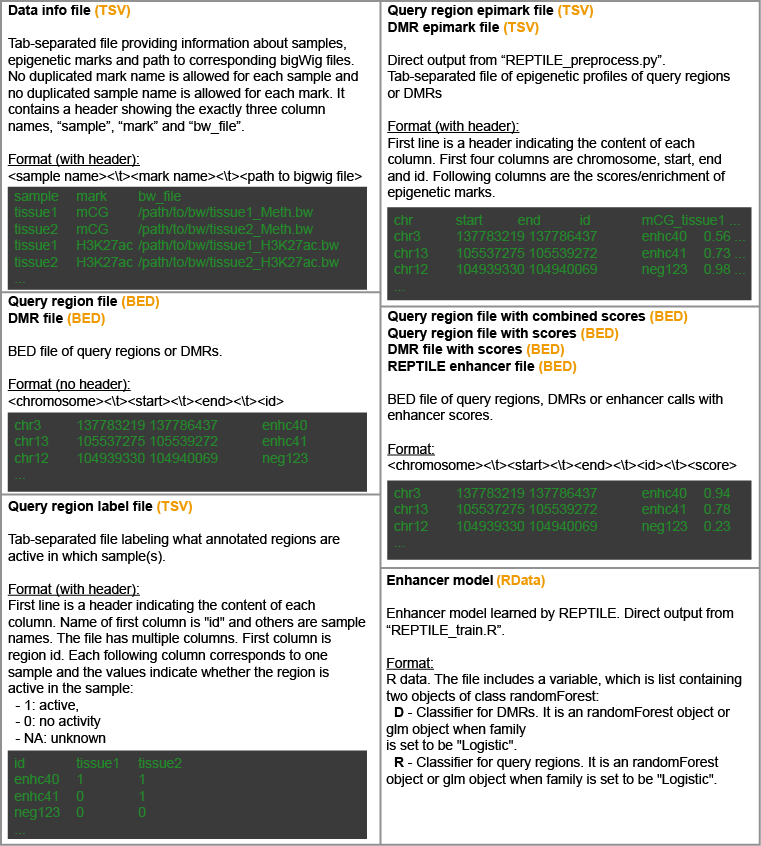 Data info file (TSV)
Tab-separated file providing information about samples,
epigenetic marks and path to corresponding bigWig files.
No duplicated mark name is allowed for each sample and
no duplicated sample name is allowed for each mark. It
contains a header showing the exactly three column
names, “sample”, “mark” and “bw_file”.
Format (with header):
<sample name><\t><mark name><\t><path to bigwig file>
sample mark bw_file
tissue1 mCG /path/to/bw/tissue1_Meth.bw
tissue2 mCG /path/to/bw/tissue2_Meth.bw
tissue1 H3K27ac /path/to/bw/tissue1_H3K27ac.bw
tissue2 H3K27ac /path/to/bw/tissue2_H3K27ac.bw
...
Query region file (BED)
DMR file (BED)
BED file of query regions or DMRs.
Format (no header):
<chromosome><\t><start><\t><end><\t><id>
chr3 137783219 137786437 enhc40
chr13 105537275 105539272 enhc41
chr12 104939330 104940069 neg123
...
Query region label file (TSV)
Tab-separated file labeling what annotated regions are
active in which sample(s).
Format (with header):
First line is a header indicating the content of each
column. Name of first column is "id" and others are sample
names. The file has multiple columns. First column is
region id. Each following column corresponds to one
sample and the values indicate whether the region is
active in the sample:
- 1: active,
- 0: no activity
- NA: unknown
id tissue1 tissue2
enhc40 1 1
enhc41 0 1
neg123 0 0
...
Query region epimark file (TSV)
DMR epimark file (TSV)
Direct output from “REPTILE_preprocess.py”.
Tab-separated file of epigenetic profiles of query regions
or DMRs
Format (with header):
First line is a header indicating the content of each
column. First four columns are chromosome, start, end
and id. Following columns are the scores/enrichment of
epigenetic marks.
chr start end id mCG_tissue1 ...
chr3 137783219 137786437 enhc40 0.56 ...
chr13 105537275 105539272 enhc41 0.73 ...
chr12 104939330 104940069 neg123 0.98 ...
...
Query region file with combined scores (BED)
Query region file with scores (BED)
DMR file with scores (BED)
REPTILE enhancer file (BED)
BED file of query regions, DMRs or enhancer calls with
enhancer scores.
Format:
<chromosome><\t><start><\t><end><\t><id><\t><score>
chr3 137783219 137786437 enhc40 0.94
chr13 105537275 105539272 enhc41 0.78
chr12 104939330 104940069 neg123 0.23
...
Enhancer model (RData)
Enhancer model learned by REPTILE. Direct output from
“REPTILE_train.R”.
Format:
R data. The file includes a variable, which is list containing
two objects of class randomForest:
D - Classifier for DMRs. It is an randomForest object or
glm object when family
is set to be "Logistic".
R - Classifier for query regions. It is an randomForest
object or glm object when family is set to be "Logistic".